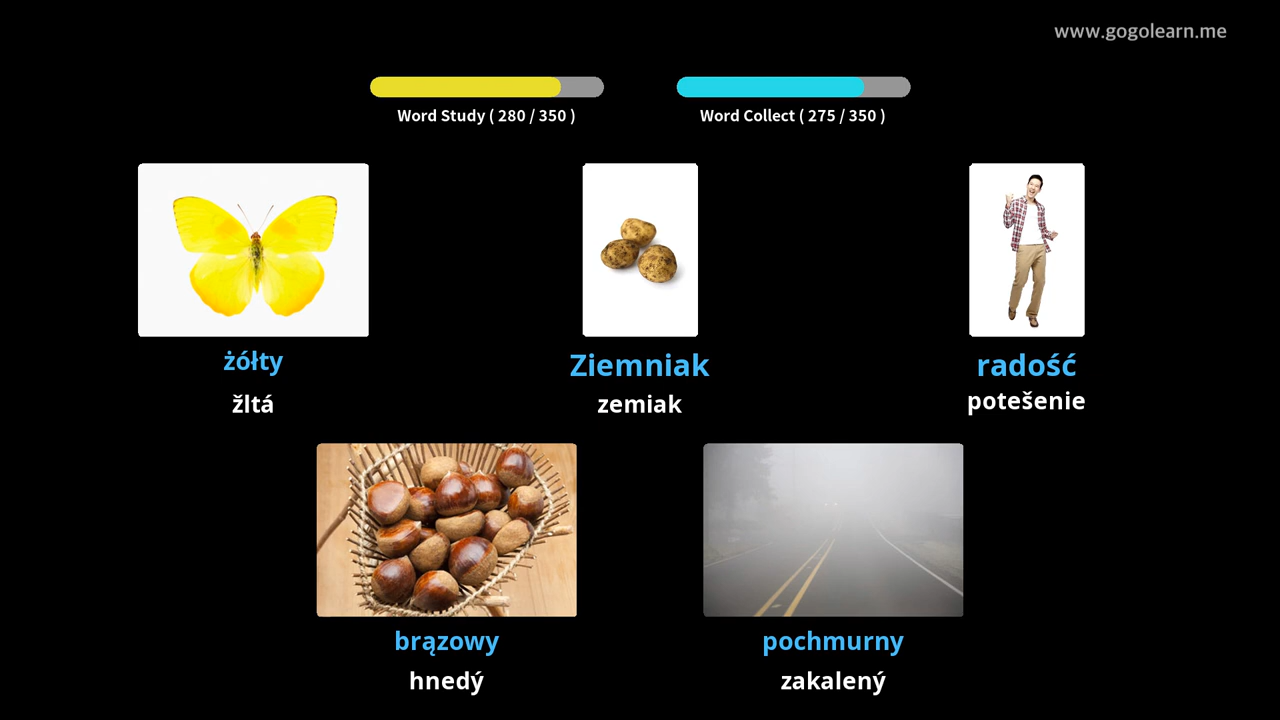 www.gogolearn.me
Word Study ( 280 / 350 )
Word Collect ( 275 / 350 )
żółty
Ziemniak
radość
žltá
zemiak
potešenie
brązowy
pochmurny
hnedý
zakalený